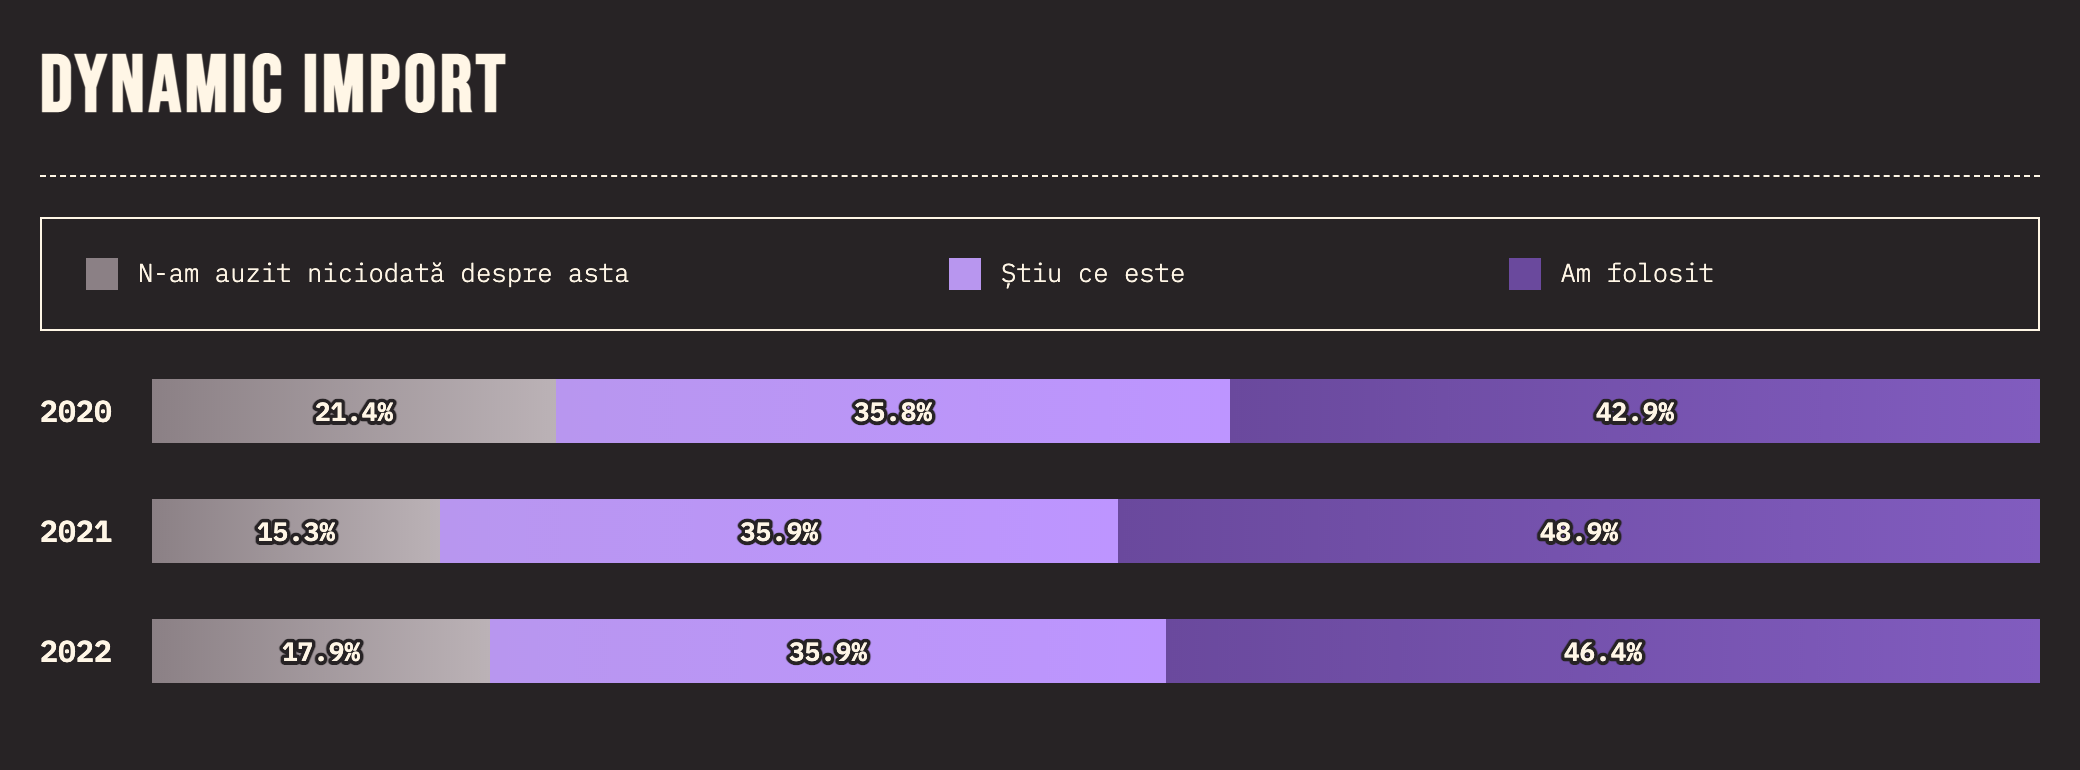 DYNAMIC IMPORT
N-am auzit niciodată despre asta Știu ce este Am folosit
2020 21.4% 35.8% 42.9%
2021 15.3% 35.9% 48.9%
2022 17.9% 35.9% 46.4%